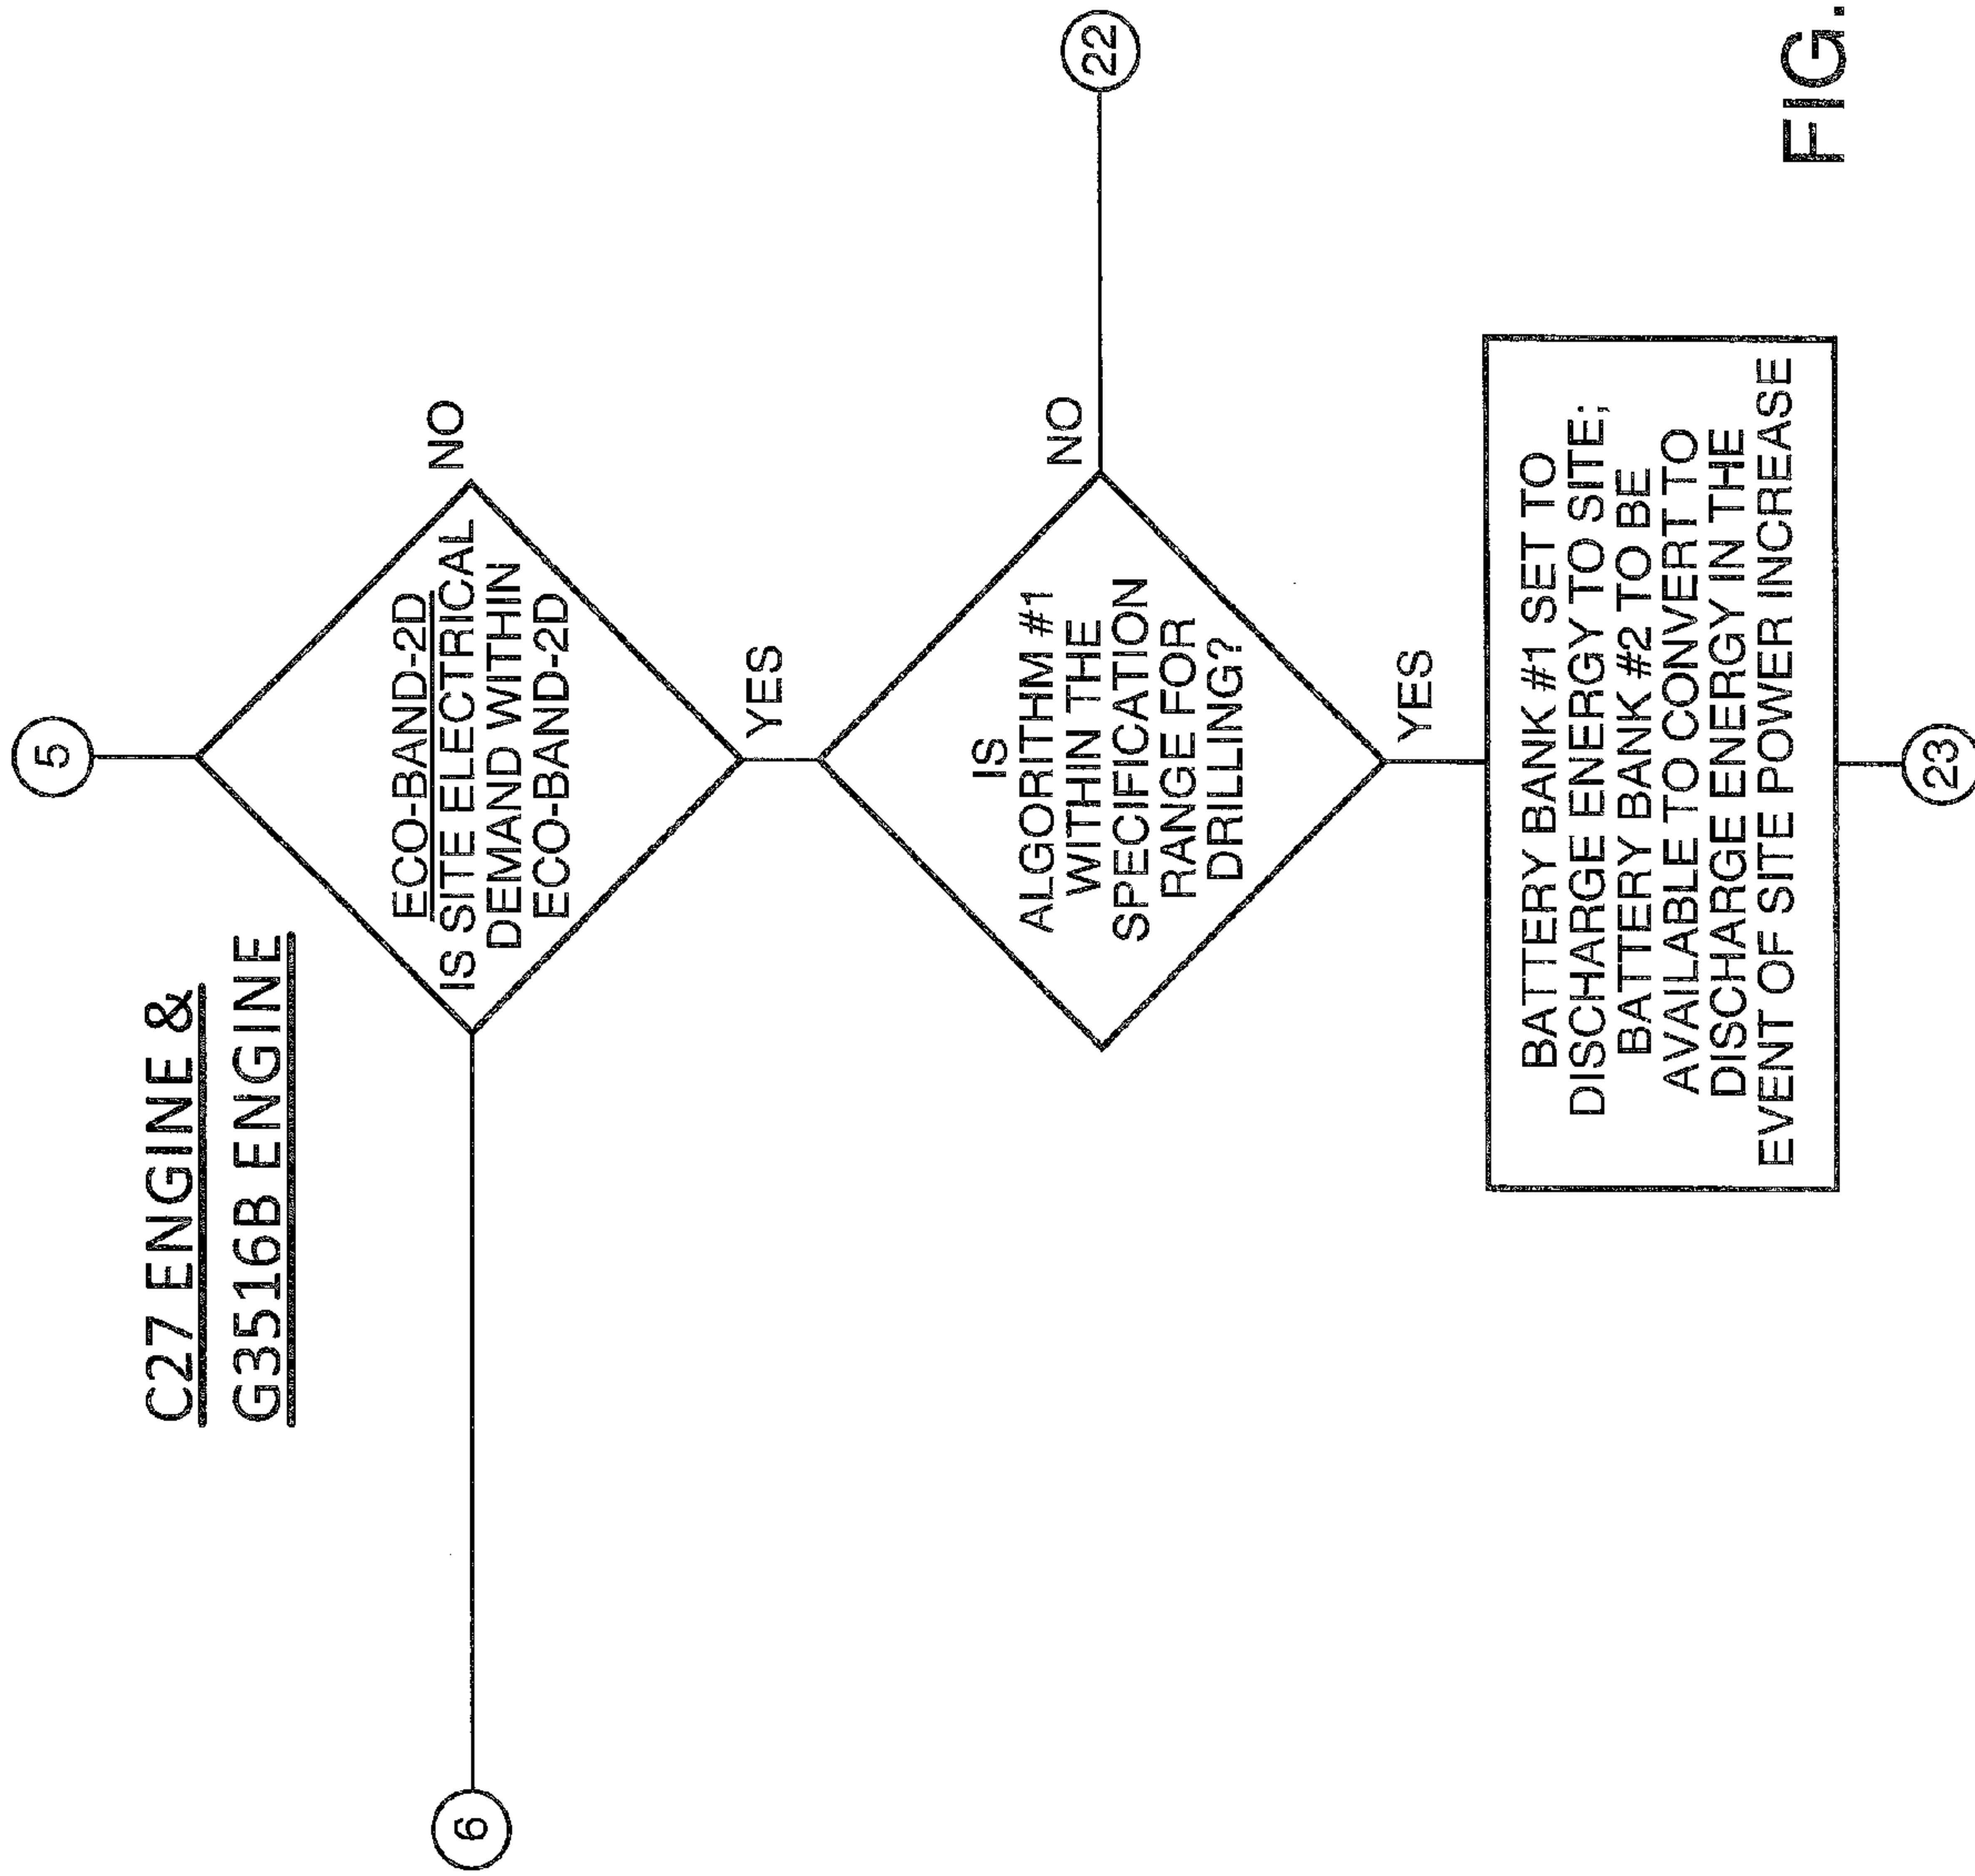 5
C27 ENGINE &
G3516B ENGINE
ECO-BAND-2D
IS SITE ELECTRICAL
DEMAND WITHIN
ECO-BAND-2D
NO
6
YES
IS
ALGORITHM #1
WITHIN THE
SPECIFICATION
RANGE FOR
DRILLING?
NO
22
YES
BATTERY BANK #1 SET TO
DISCHARGE ENERGY TO SITE;
BATTERY BANK #2 TO BE
AVAILABLE TO CONVERT TO
DISCHARGE ENERGY IN THE
EVENT OF SITE POWER INCREASE
23
FIG.